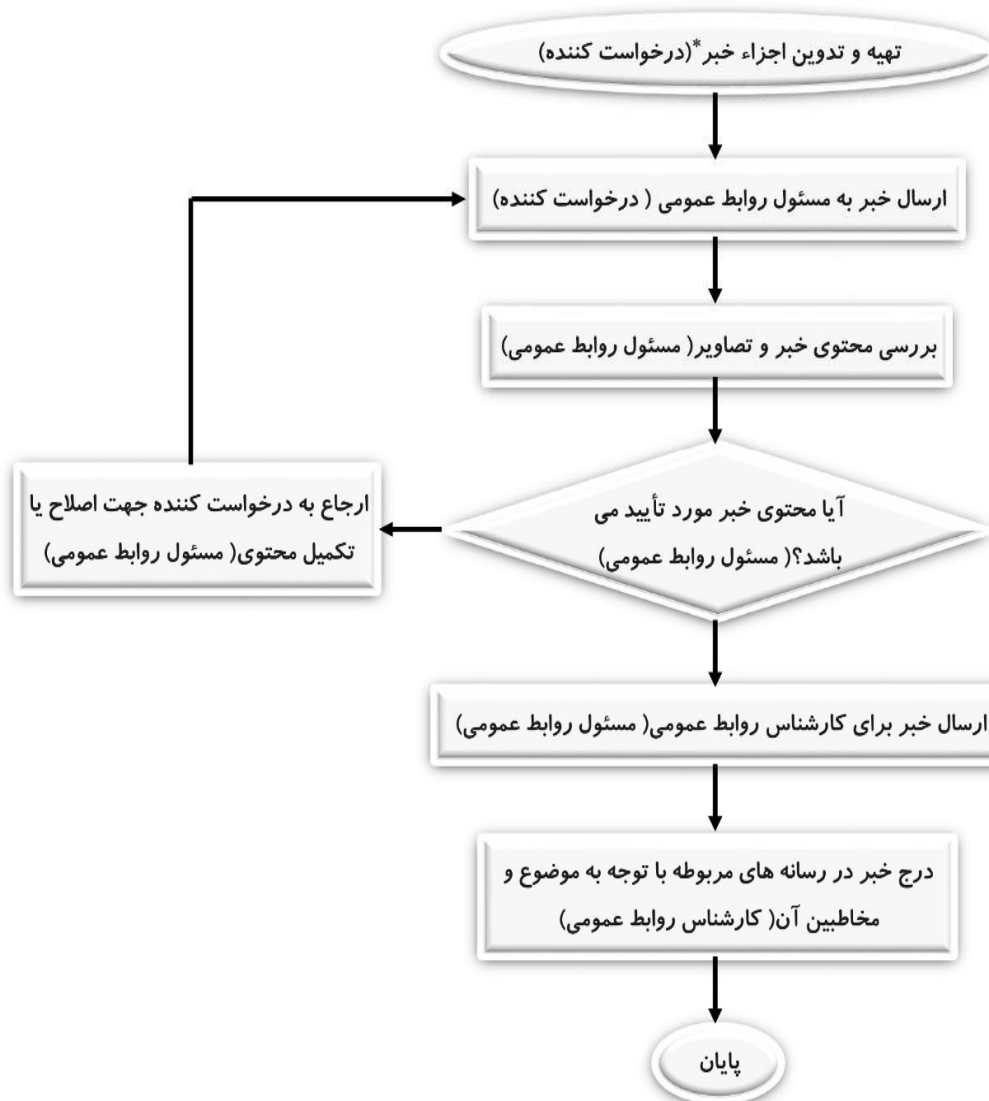 تهیه و تدوین اجزاء خبر*(درخواست کننده)
ارسال خبر به مسئول روابط عمومی ( درخواست کننده)
بررسی محتوی خبر و تصاویر( مسئول روابط عمومی)
آیا محتوی خبر مورد تأیید می
باشد؟( مسئول روابط عمومی)
ارجاع به درخواست کننده جهت اصلاح یا
تکمیل محتوی( مسئول روابط عمومی)
ارسال خبر برای کارشناس روابط عمومی( مسئول روابط عمومی)
درج خبر در رسانه های مربوطه با توجه به موضوع و
مخاطبین آن( کارشناس روابط عمومی)
پایان